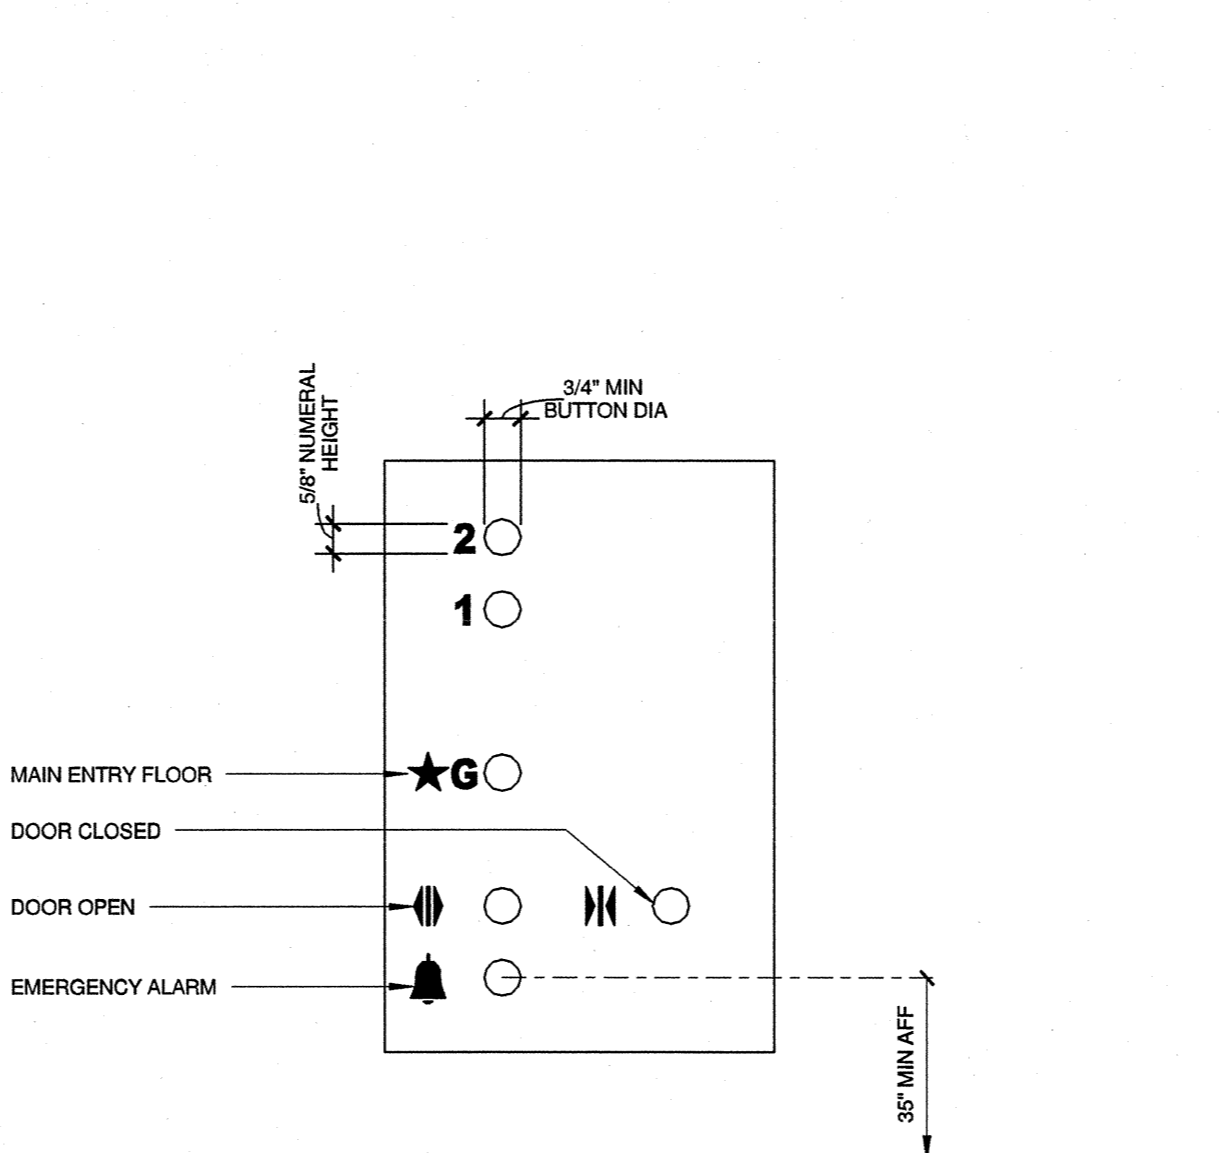 3/4" MIN
BUTTON DIA
5/8" NUMERAL
HEIGHT
2
1
MAIN ENTRY FLOOR
G
DOOR CLOSED
DOOR OPEN
EMERGENCY ALARM
35" MIN AFF